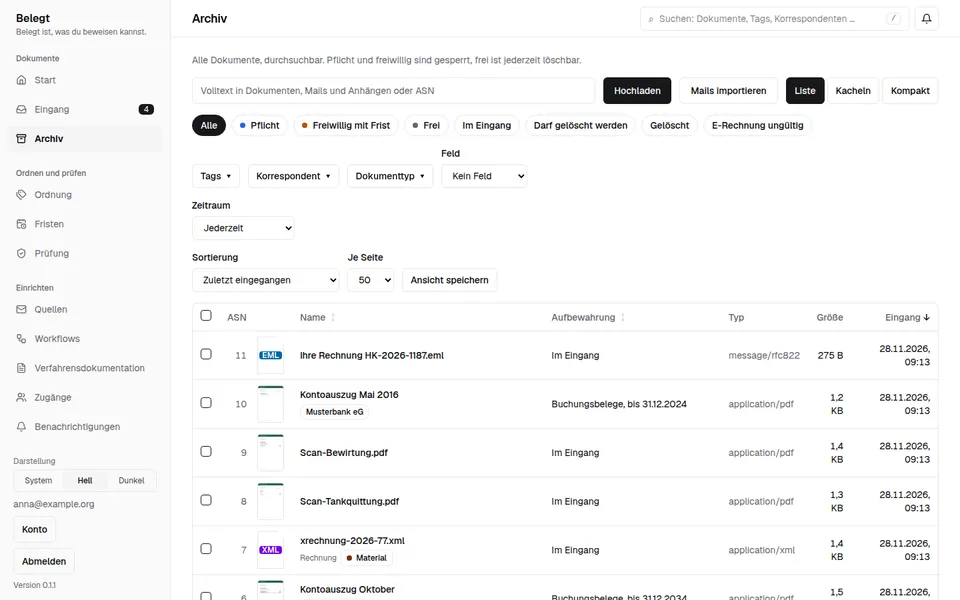 Belegt
Belegt ist, was du beweisen kannst.
Dokumente
Start
Eingang 4
Archiv
Ordnen und prüfen
Ordnung
Fristen
Prüfung
Einrichten
Quellen
Workflows
Verfahrensdokumentation
Zugänge
Benachrichtigungen
Darstellung
System Hell Dunkel
anna@example.org
Konto
Abmelden
Version 0.1.1
Archiv
Suchen: Dokumente, Tags, Korrespondenten ... /
Alle Dokumente, durchsuchbar. Pflicht und freiwillig sind gesperrt, frei ist jederzeit löschbar.
Volltext in Dokumenten, Mails und Anhängen oder ASN
Hochladen Mails importieren Liste Kacheln Kompakt
Alle Pflicht Freiwillig mit Frist Frei Im Eingang Darf gelöscht werden Gelöscht E-Rechnung ungültig
Feld
Tags Korrespondent Dokumenttyp Kein Feld
Zeitraum
Jederzeit
Sortierung Je Seite
Zuletzt eingegangen 50 Ansicht speichern
ASN Name Aufbewahrung Typ Größe Eingang
11 EML Ihre Rechnung HK-2026-1187.eml Im Eingang message/rfc822 275 B 28.11.2026, 09:13
10 Kontoauszug Mai 2016 Musterbank eG Buchungsbelege, bis 31.12.2024 application/pdf 1,2 KB 28.11.2026, 09:13
9 Scan-Bewirtung.pdf Im Eingang application/pdf 1,4 KB 28.11.2026, 09:13
8 Scan-Tankquittung.pdf Im Eingang application/pdf 1,3 KB 28.11.2026, 09:13
7 XML xrechnung-2026-77.xml Rechnung Material Im Eingang application/xml 1,4 KB 28.11.2026, 09:13
6 Kontoauszug Oktober Buchungsbelege, bis 31.12.2034 application/pdf 1,5 28.11.2026,